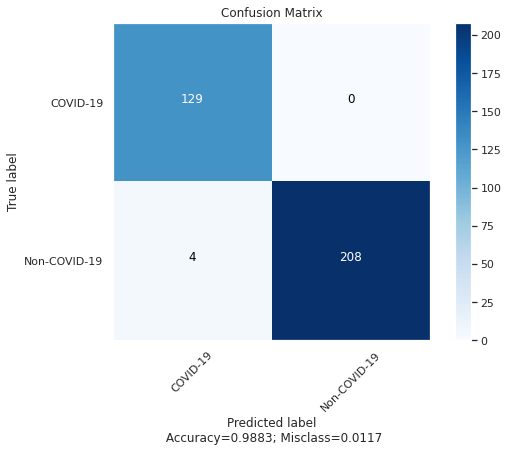 Confusion Matrix
COVID-19
129
0
Non-COVID-19
4
208
True label
COVID-19
Non-COVID-19
Predicted label
Accuracy=0.9883; Misclass=0.0117
200
175
150
125
100
75
50
25
0